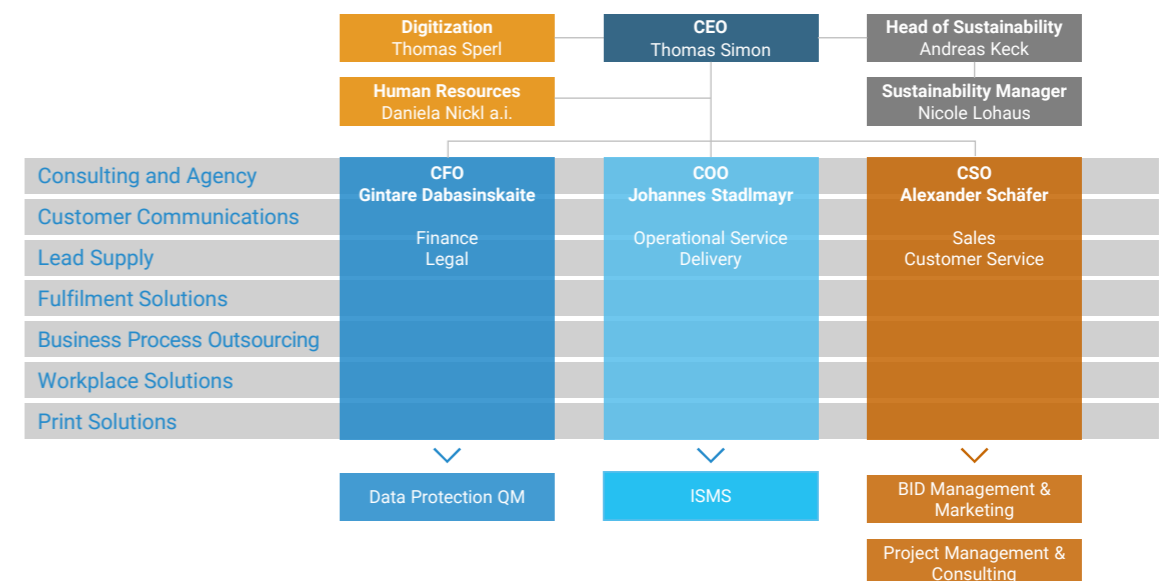 Digitization
Thomas Sperl
CEO
Thomas Simon
Head of Sustainability
Andreas Keck
Human Resources
Daniela Nickl a.i.
Sustainability Manager
Nicole Lohaus
Consulting and Agency
Customer Communications
Lead Supply
Fulfilment Solutions
Business Process Outsourcing
Workplace Solutions
Print Solutions
CFO
Gintare Dabasinskaite
Finance
Legal
COO
Johannes Stadlmayr
Operational Service
Delivery
CSO
Alexander Schäfer
Sales
Customer Service
Data Protection QM
ISMS
BID Management &
Marketing
Project Management &
Consulting